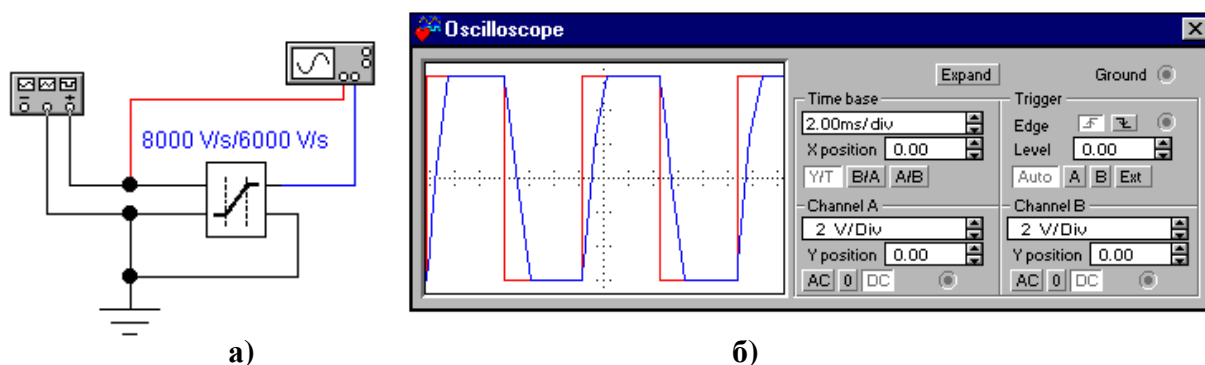 8000 V/s/6000 V/s
а)
Oscilloscope
Expand
Ground
Time base
2.00ms/div
X position 0.00
Y/T B/A A/B
Trigger
Edge
Level 0.00
Auto A B Ext
Channel A
2 V/Div
Y position 0.00
AC 0 DC
Channel B
2 V/Div
Y position 0.00
AC 0 DC
б)